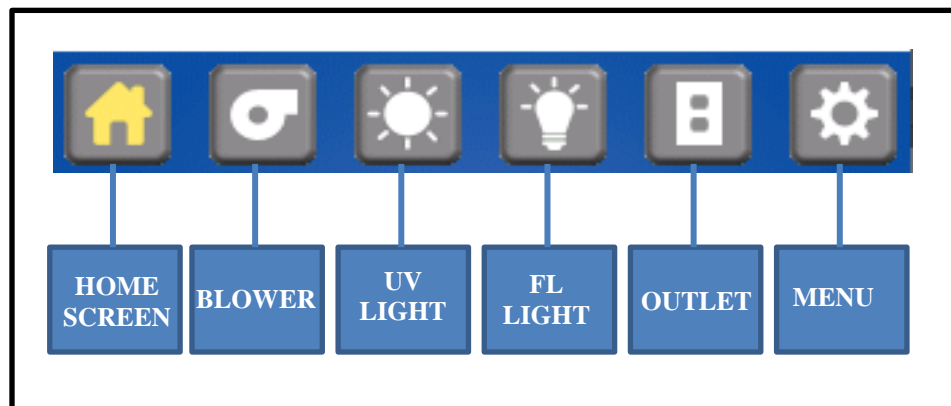 HOME
SCREEN
BLOWER
UV
LIGHT
FL
LIGHT
OUTLET
MENU